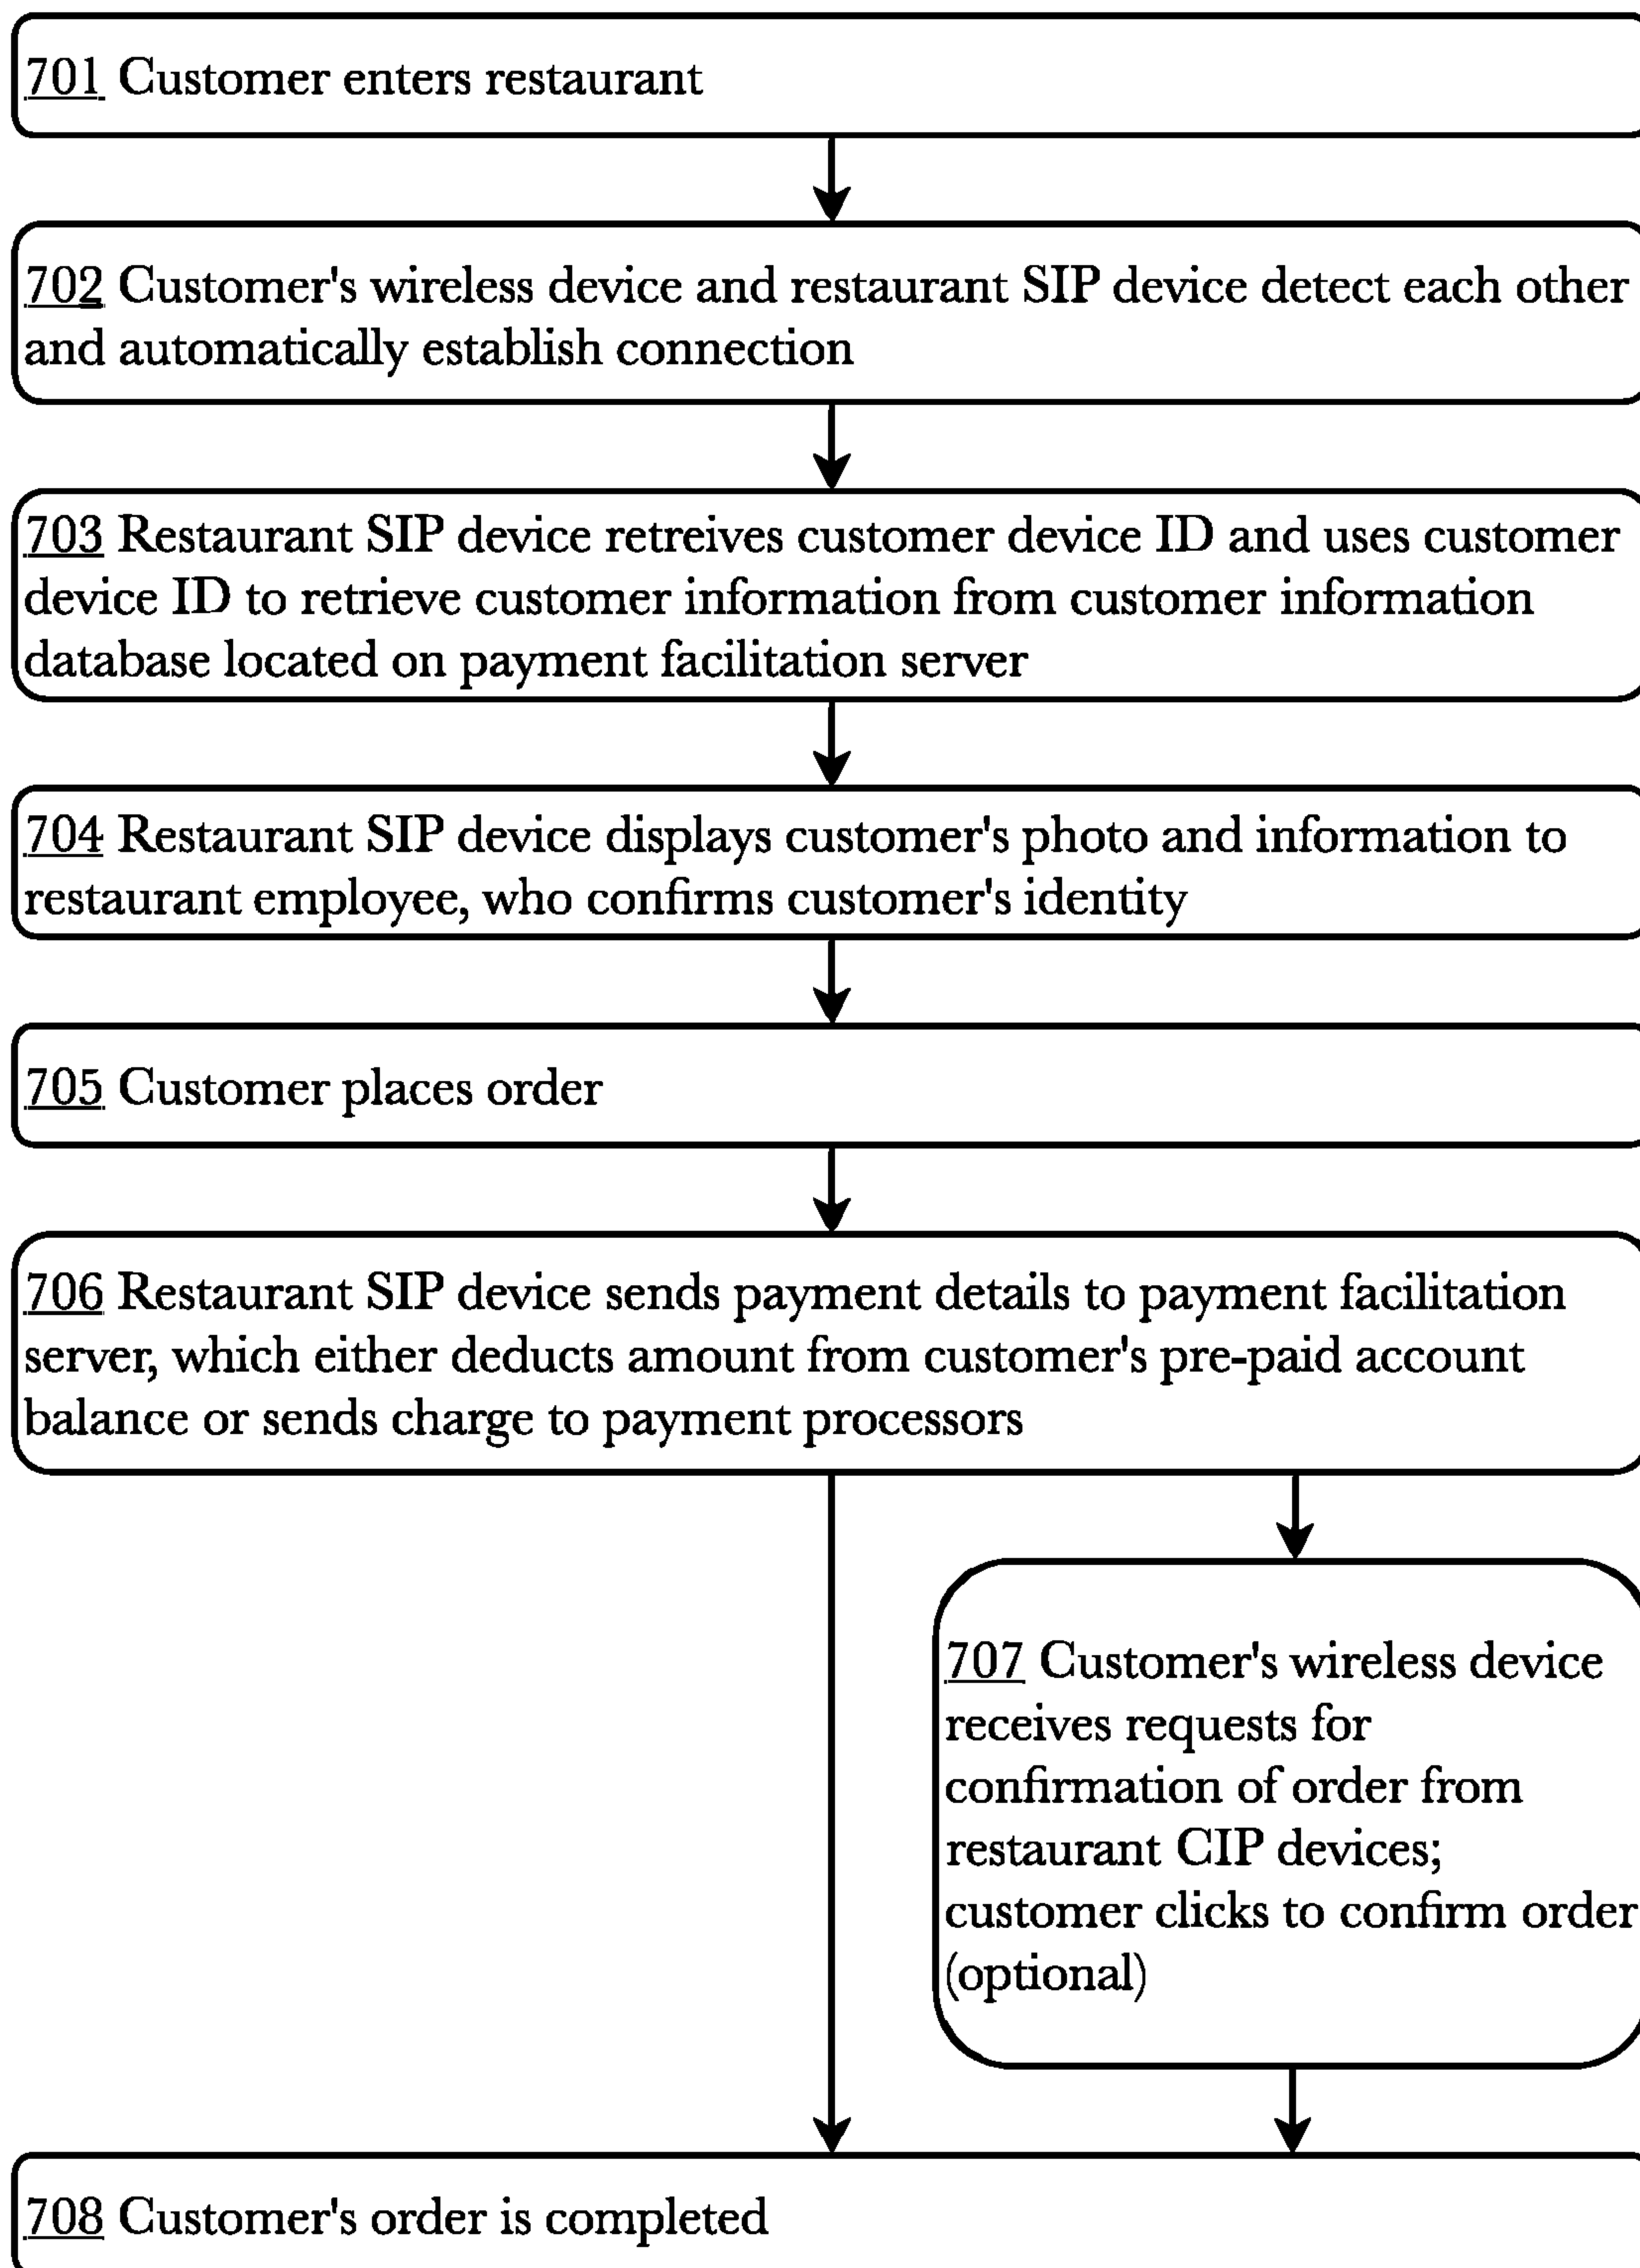 701 Customer enters restaurant
702 Customer's wireless device and restaurant SIP device detect each other
and automatically establish connection
703 Restaurant SIP device retreives customer device ID and uses customer
device ID to retrieve customer information from customer information
database located on payment facilitation server
704 Restaurant SIP device displays customer's photo and information to
restaurant employee, who confirms customer's identity
705 Customer places order
706 Restaurant SIP device sends payment details to payment facilitation
server, which either deducts amount from customer's pre-paid account
balance or sends charge to payment processors
707 Customer's wireless device
receives requests for
confirmation of order from
restaurant CIP devices;
customer clicks to confirm order
(optional)
708 Customer's order is completed